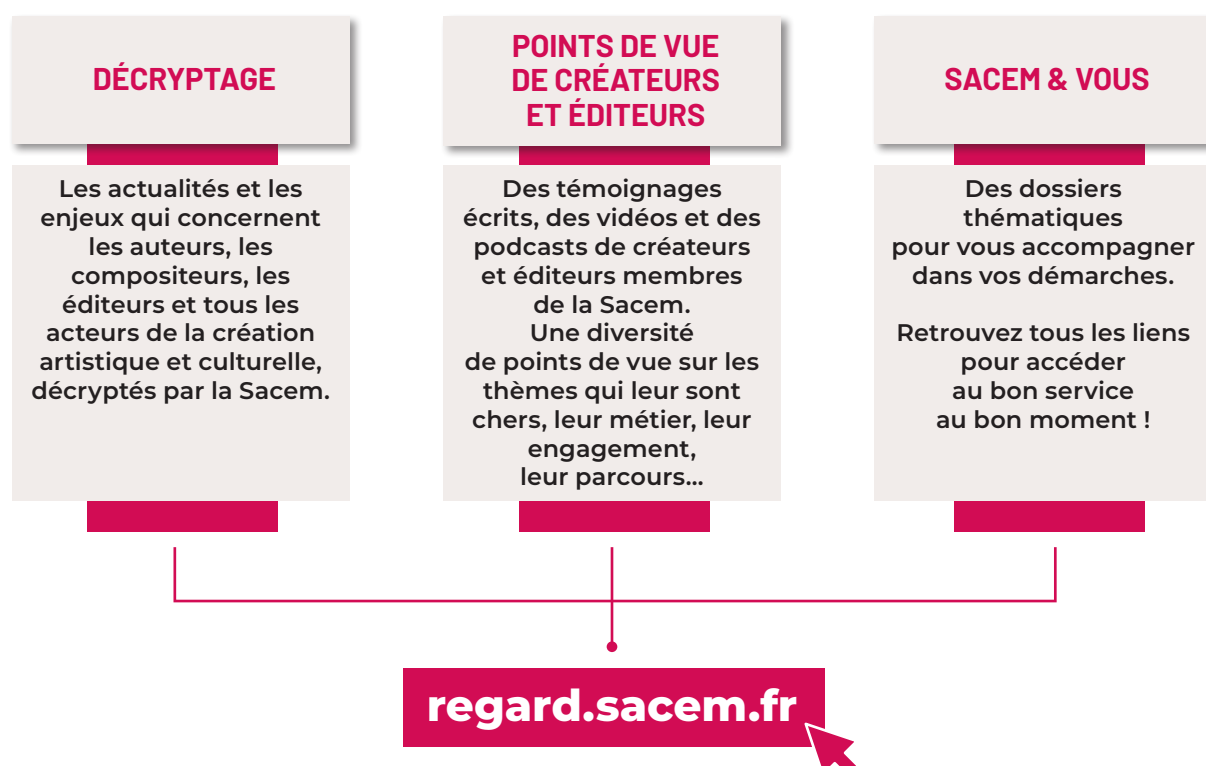 DÉCRYPTAGE
Les actualités et les
enjeux qui concernent
les auteurs, les
compositeurs, les
éditeurs et tous les
acteurs de la création
artistique et culturelle,
décryptés par la Sacem.
POINTS DE VUE
DE CRÉATEURS
ET ÉDITEURS
Des témoignages
écrits, des vidéos et des
podcasts de créateurs
et éditeurs membres
de la Sacem.
Une diversité
de points de vue sur les
thèmes qui leur sont
chers, leur métier, leur
engagement,
leur parcours...
SACEM & VOUS
Des dossiers
thématiques
pour vous accompagner
dans vos démarches.
Retrouvez tous les liens
pour accéder
au bon service
au bon moment !
regard.sacem.fr